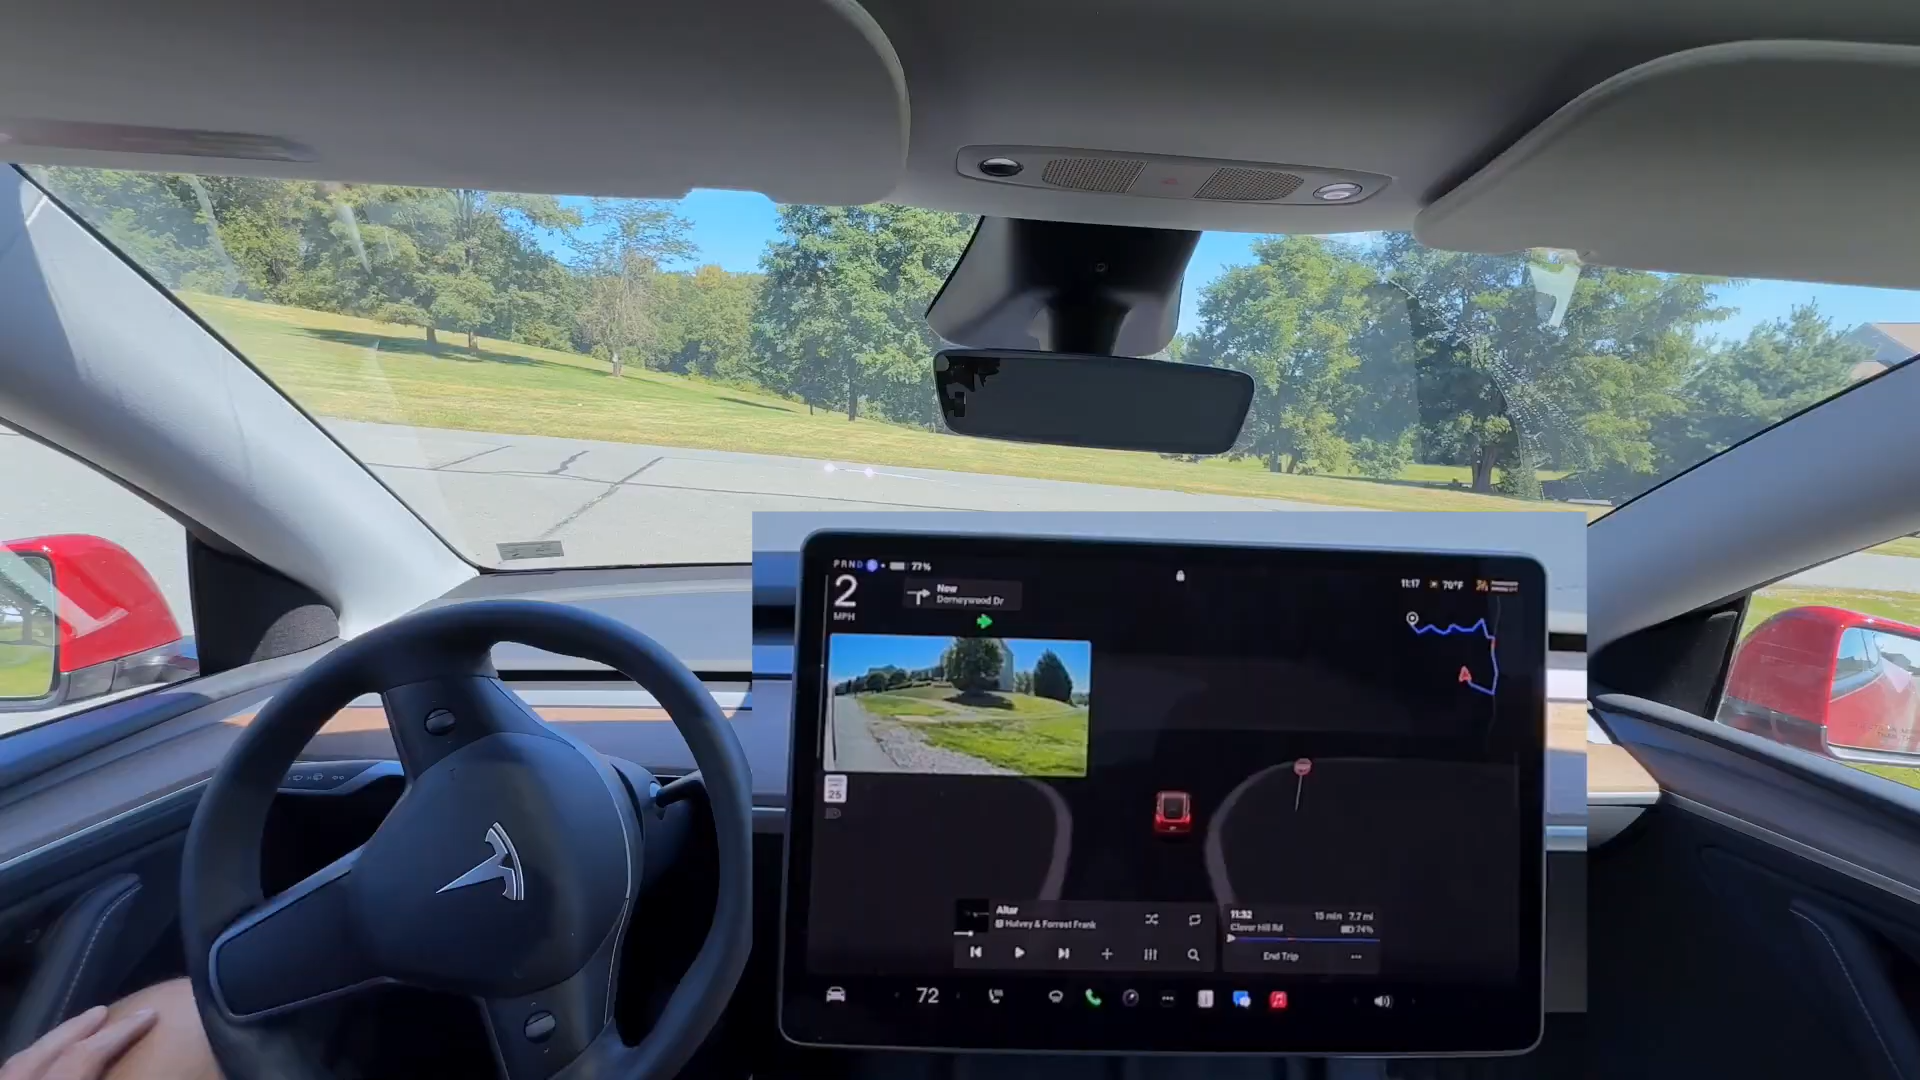 PRND 77%
2
MPH
Now
Dorneywood Dr
11:17 70°F
25
Altar
Hulvey & Forrest Frank
11:32 15 min 7.7 mi
Clover Hill Rd 74%
End Trip
72